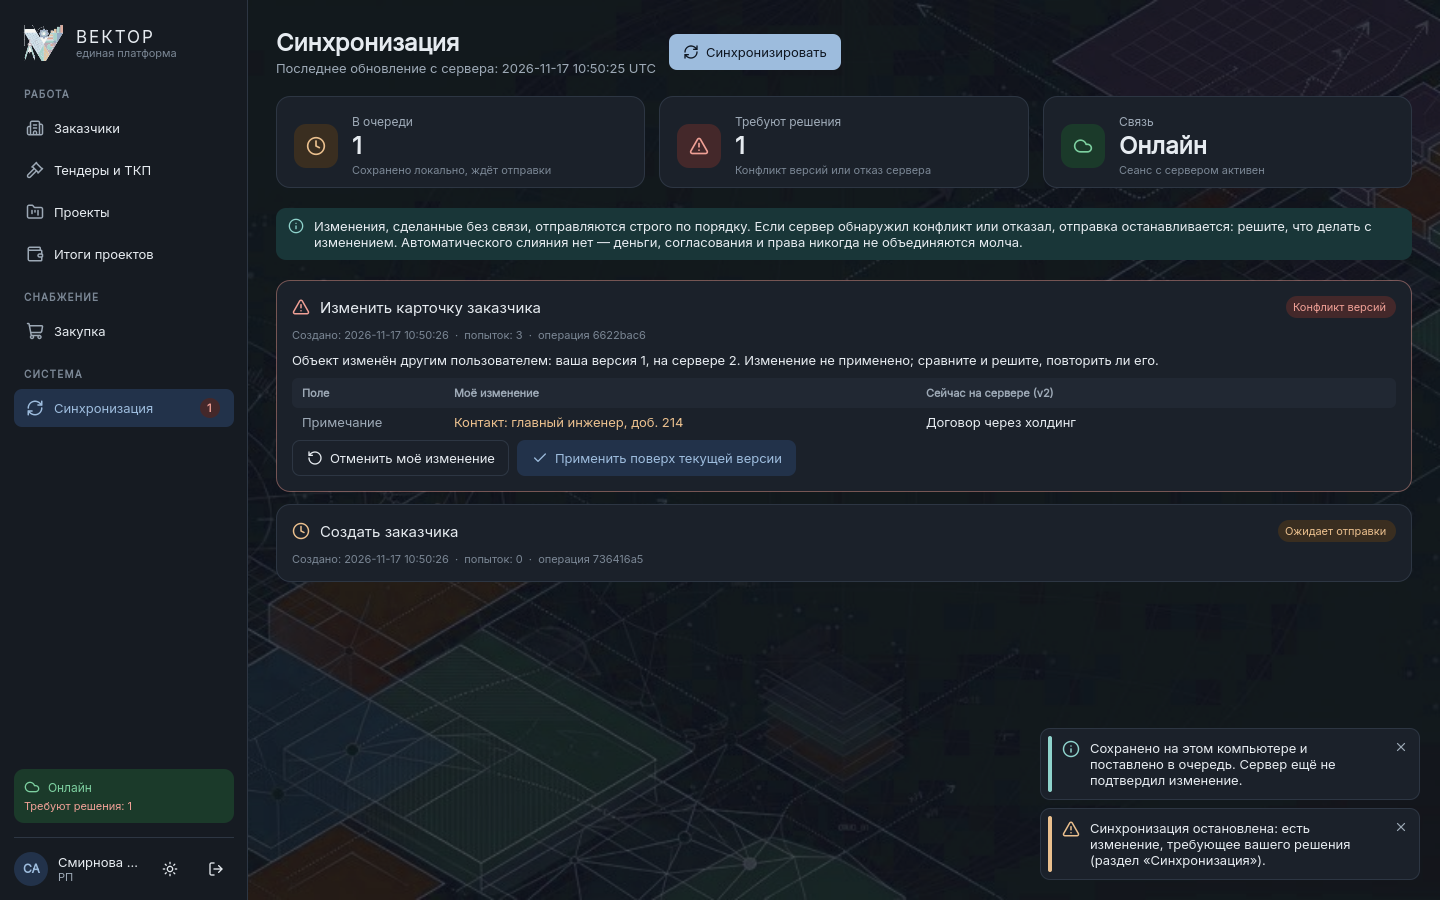 ВЕКТОР
единая платформа
РАБОТА
Заказчики
Тендеры и ТКП
Проекты
Итоги проектов
СНАБЖЕНИЕ
Закупка
СИСТЕМА
Синхронизация 1
Онлайн
Требуют решения: 1
СА
Смирнова ...
РП
Синхронизация
Последнее обновление с сервера: 2026-11-17 10:50:25 UTC
Синхронизировать
В очереди
1
Сохранено локально, ждёт отправки
Требуют решения
1
Конфликт версий или отказ сервера
Связь
Онлайн
Сеанс с сервером активен
Изменения, сделанные без связи, отправляются строго по порядку. Если сервер обнаружил конфликт или отказал, отправка останавливается: решите, что делать с
изменением. Автоматического слияния нет — деньги, согласования и права никогда не объединяются молча.
Изменить карточку заказчика
Конфликт версий
Создано: 2026-11-17 10:50:26 · попыток: 3 · операция 6622bac6
Объект изменён другим пользователем: ваша версия 1, на сервере 2. Изменение не применено; сравните и решите, повторить ли его.
Поле Моё изменение Сейчас на сервере (v2)
Примечание Контакт: главный инженер, доб. 214 Договор через холдинг
Отменить моё изменение
Применить поверх текущей версии
Создать заказчика
Ожидает отправки
Создано: 2026-11-17 10:50:26 · попыток: 0 · операция 736416a5
Сохранено на этом компьютере и
поставлено в очередь. Сервер ещё не
подтвердил изменение.
Синхронизация остановлена: есть
изменение, требующее вашего решения
(раздел «Синхронизация»).